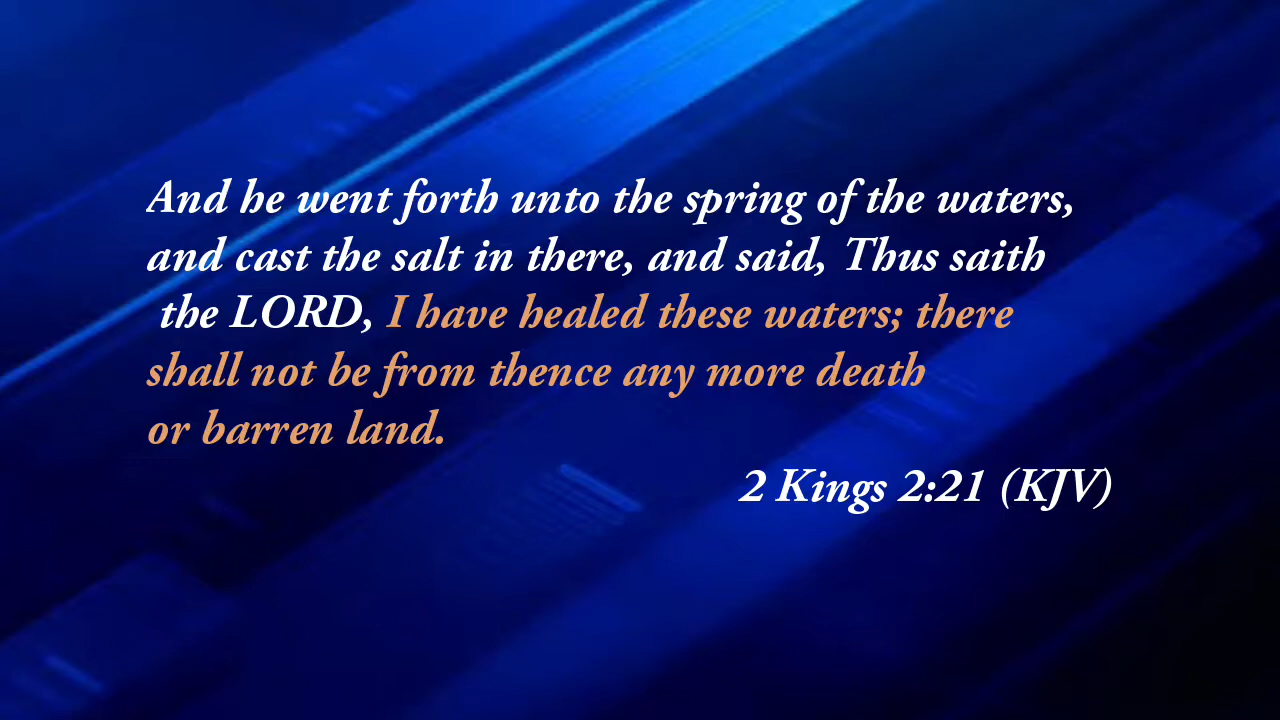 And he went forth unto the spring of the waters,
and cast the salt in there, and said, Thus saith
the LORD, I have healed these waters; there
shall not be from thence any more death
or barren land.
2 Kings 2:21 (KJV)